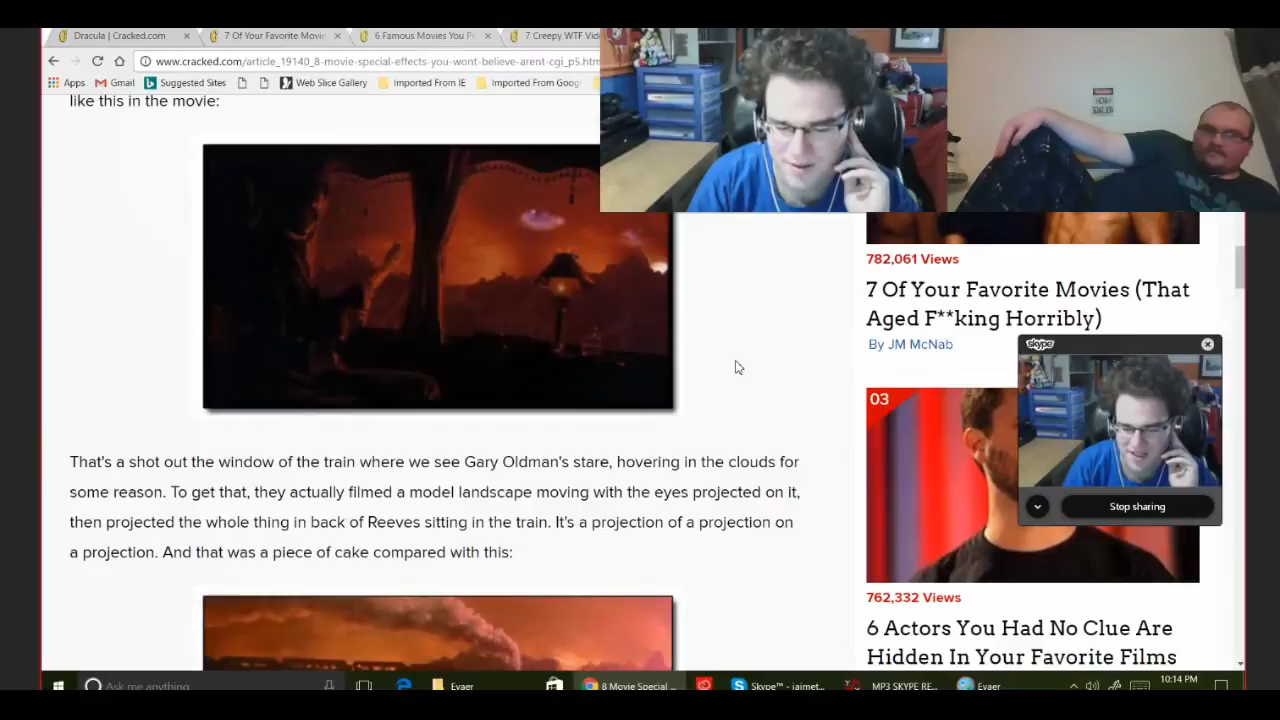 Dracula | Cracked.com
7 Of Your Favorite Movie
6 Famous Movies You P
7 Creepy WTF Vid
www.cracked.com/article_19140_8-movie-special-effects-you-wont-believe-arent-cgi_p5.htm
Apps
Gmail
Suggested Sites
Web Slice Gallery
Imported From IE
Imported From Goog
like this in the movie:
782,061 Views
7 Of Your Favorite Movies (That
Aged F**king Horribly)
By JM McNab
skype
03
Stop sharing
That's a shot out the window of the train where we see Gary Oldman's stare, hovering in the clouds for
some reason. To get that, they actually filmed a model landscape moving with the eyes projected on it,
then projected the whole thing in back of Reeves sitting in the train. It's a projection of a projection on
a projection. And that was a piece of cake compared with this:
762,332 Views
6 Actors You Had No Clue Are
Hidden In Your Favorite Films
Ask me anything
Evaer
8 Movie Special
Skype™ - jaimet...
MP3 SKYPE RE...
Evaer
10:14 PM